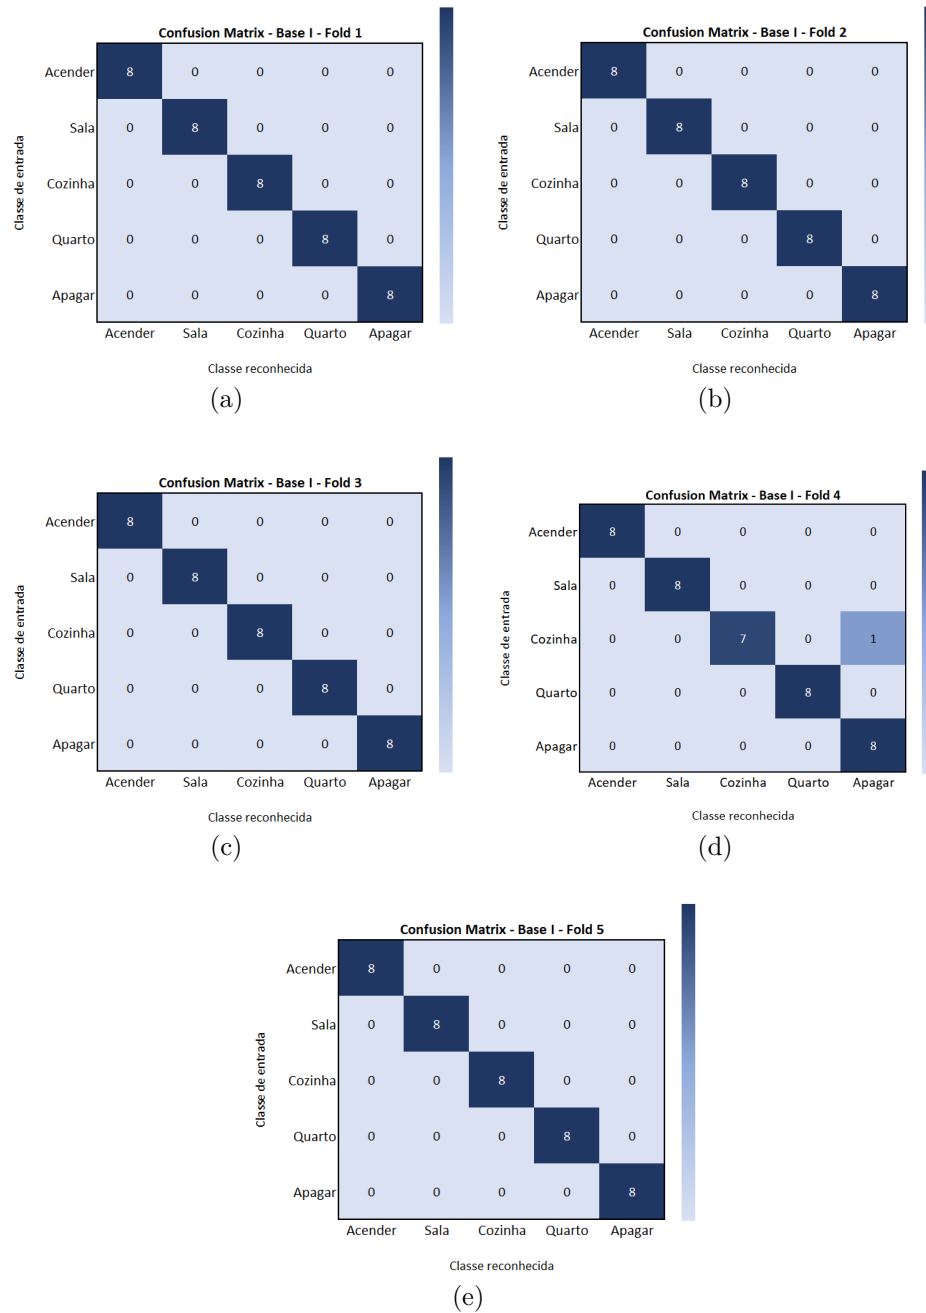 Confusion Matrix - Base I - Fold 1
Classe de entrada
Acender 8 0 0 0 0
Sala 0 8 0 0 0
Cozinha 0 0 8 0 0
Quarto 0 0 0 8 0
Apagar 0 0 0 0 8
Acender Sala Cozinha Quarto Apagar
Classe reconhecida
(a)
Confusion Matrix - Base I - Fold 2
Classe de entrada
Acender 8 0 0 0 0
Sala 0 8 0 0 0
Cozinha 0 0 8 0 0
Quarto 0 0 0 8 0
Apagar 0 0 0 0 8
Acender Sala Cozinha Quarto Apagar
Classe reconhecida
(b)
Confusion Matrix - Base I - Fold 3
Classe de entrada
Acender 8 0 0 0 0
Sala 0 8 0 0 0
Cozinha 0 0 8 0 0
Quarto 0 0 0 8 0
Apagar 0 0 0 0 8
Acender Sala Cozinha Quarto Apagar
Classe reconhecida
(c)
Confusion Matrix - Base I - Fold 4
Classe de entrada
Acender 8 0 0 0 0
Sala 0 8 0 0 0
Cozinha 0 0 7 0 1
Quarto 0 0 0 8 0
Apagar 0 0 0 0 8
Acender Sala Cozinha Quarto Apagar
Classe reconhecida
(d)
Confusion Matrix - Base I - Fold 5
Classe de entrada
Acender 8 0 0 0 0
Sala 0 8 0 0 0
Cozinha 0 0 8 0 0
Quarto 0 0 0 8 0
Apagar 0 0 0 0 8
Acender Sala Cozinha Quarto Apagar
Classe reconhecida
(e)